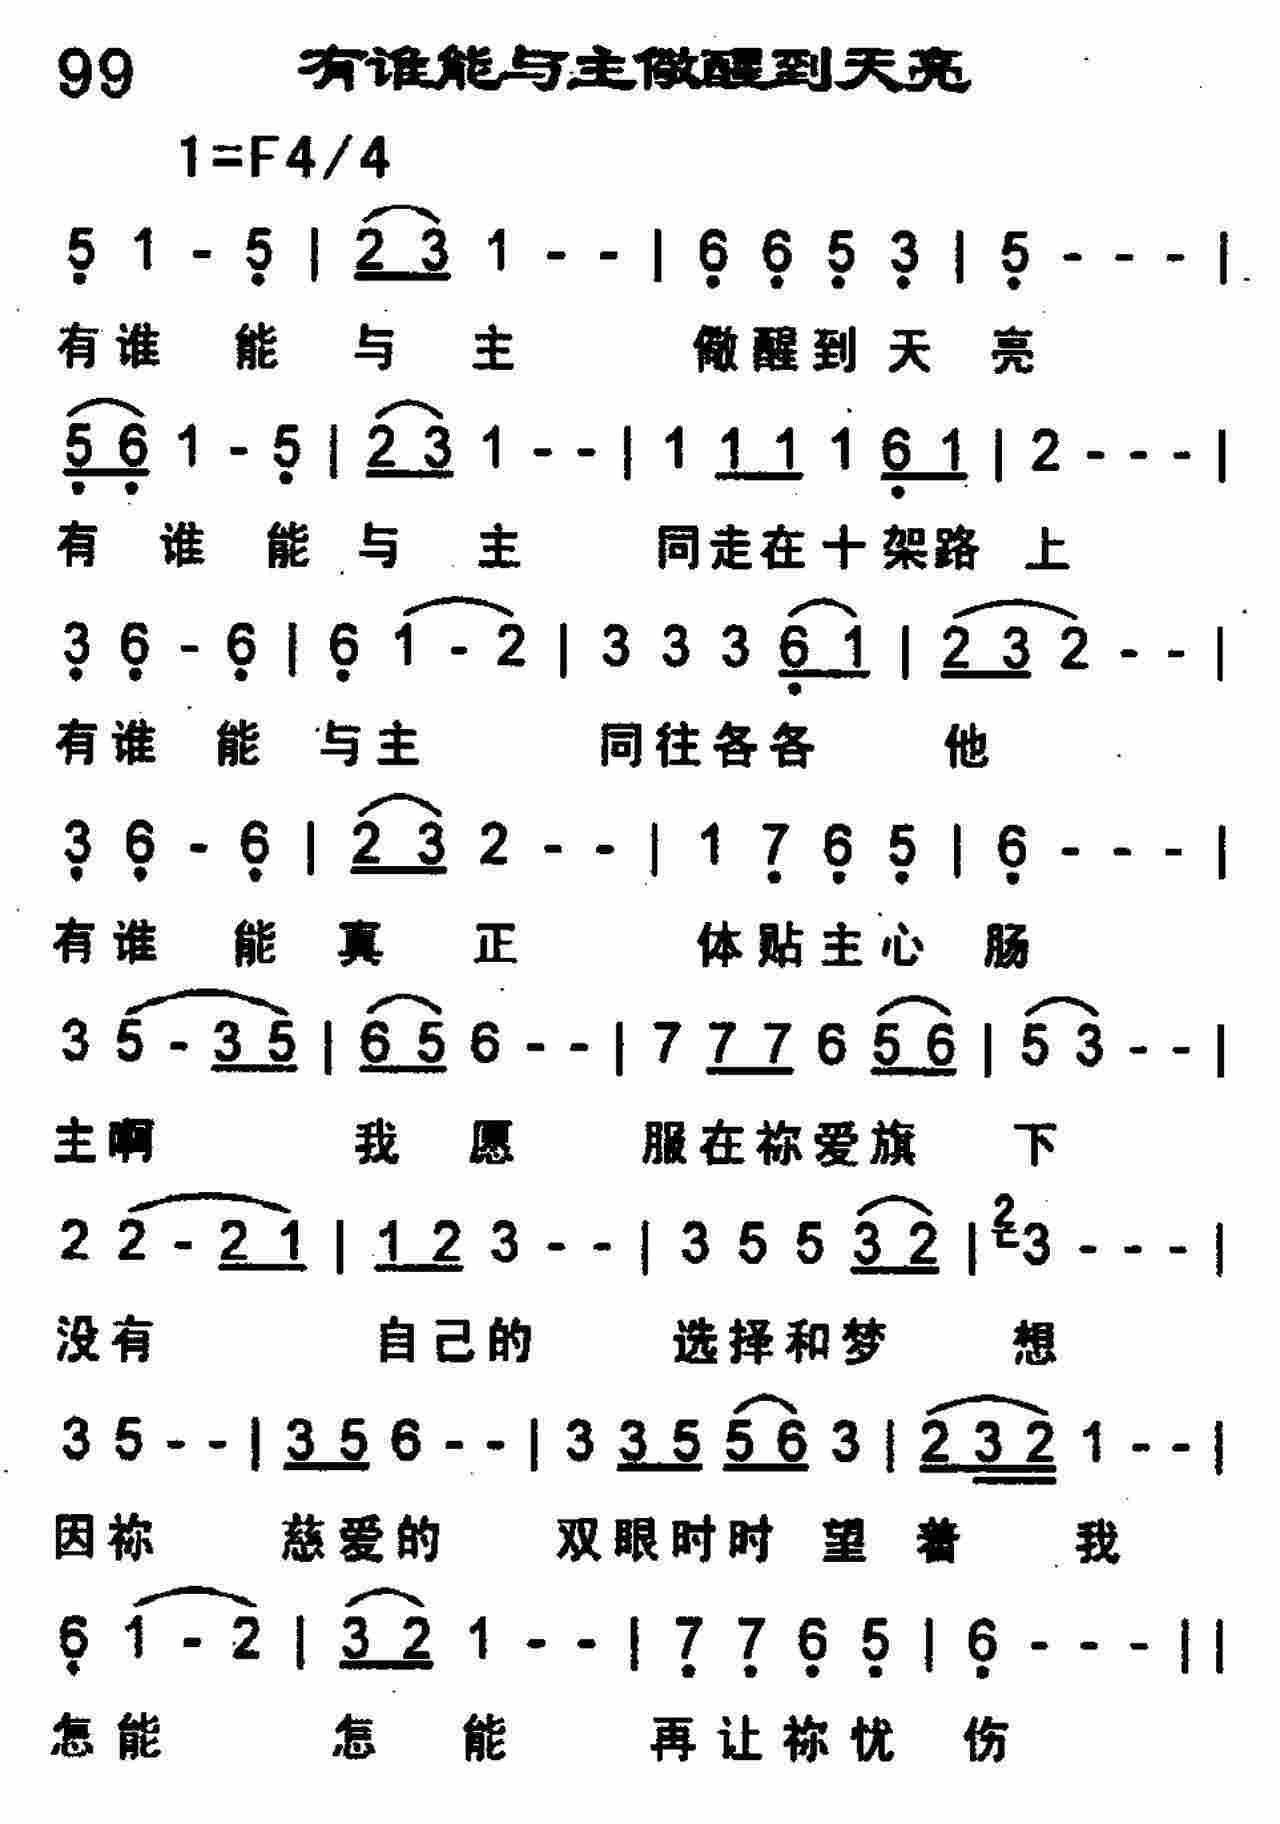 99 有谁能与主儆醒到天亮
1=F4/4
5̣ 1 - 5̣ | 2 3 1 - - | 6̣ 6̣ 5̣ 3̣ | 5̣ - - - |
有谁 能 与 主 儆醒到天 亮
5̣ 6̣ 1 - 5̣ | 2 3 1 - - | 1 1 1 1 6̣ 1 | 2 - - - |
有 谁 能 与 主 同走在十架路 上
3̣ 6̣ - 6̣ | 6̣ 1 - 2 | 3 3 3 6̣ 1 | 2 3 2 - - |
有谁 能 与主 同往各各 他
3̣ 6̣ - 6̣ | 2 3 2 - - | 1 7̣ 6̣ 5̣ | 6̣ - - - |
有谁 能 真 正 体贴主心 肠
3 5 - 3 5 | 6 5 6 - - | 7 7 7 6 5 6 | 5 3 - - |
主啊 我 愿 服在祢爱旗 下
2 2 - 2 1 | 1 2 3 - - | 3 5 5 3 2 | 2 3 - - - |
没有 自己的 选择和梦 想
3 5 - - | 3 5 6 - - | 3 3 5 5 6 3 | 2 3 2 1 - - |
因祢 慈爱的 双眼时时 望 着 我
6̣ 1 - 2 | 3 2 1 - - | 7̣ 7̣ 6̣ 5̣ | 6̣ - - - | |
怎能 怎 能 再让祢忧 伤